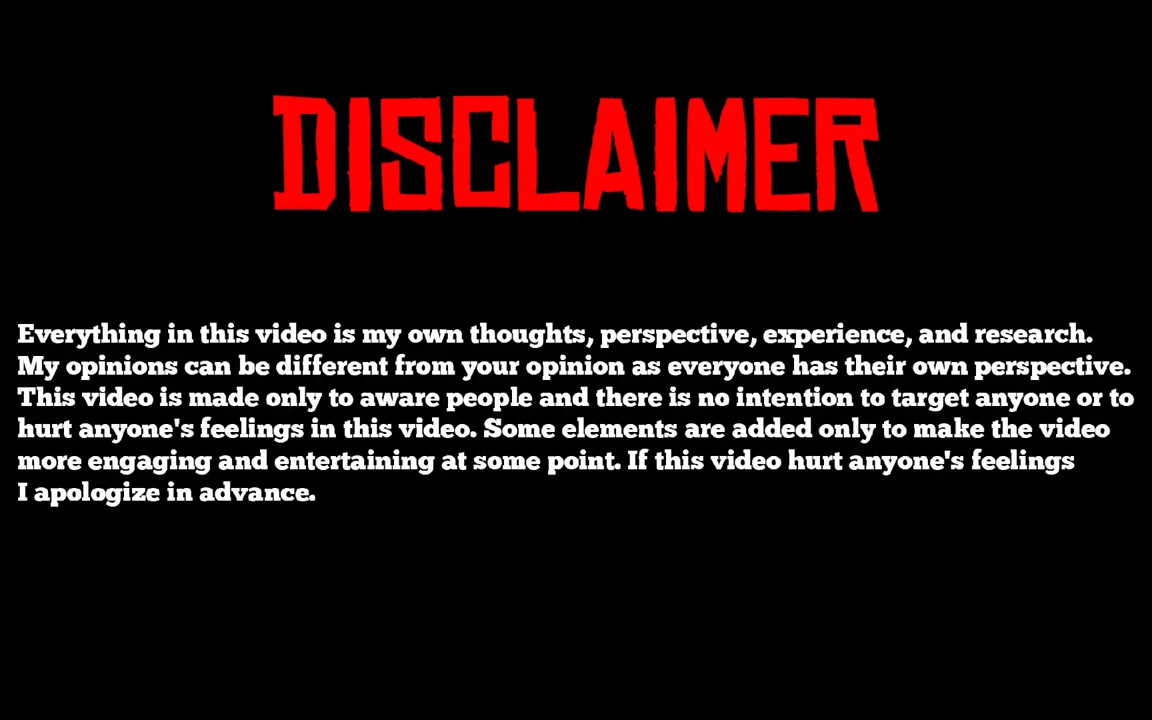 DISCLAIMER
Everything in this video is my own thoughts, perspective, experience, and research.
My opinions can be different from your opinion as everyone has their own perspective.
This video is made only to aware people and there is no intention to target anyone or to
hurt anyone's feelings in this video. Some elements are added only to make the video
more engaging and entertaining at some point. If this video hurt anyone's feelings
I apologize in advance.